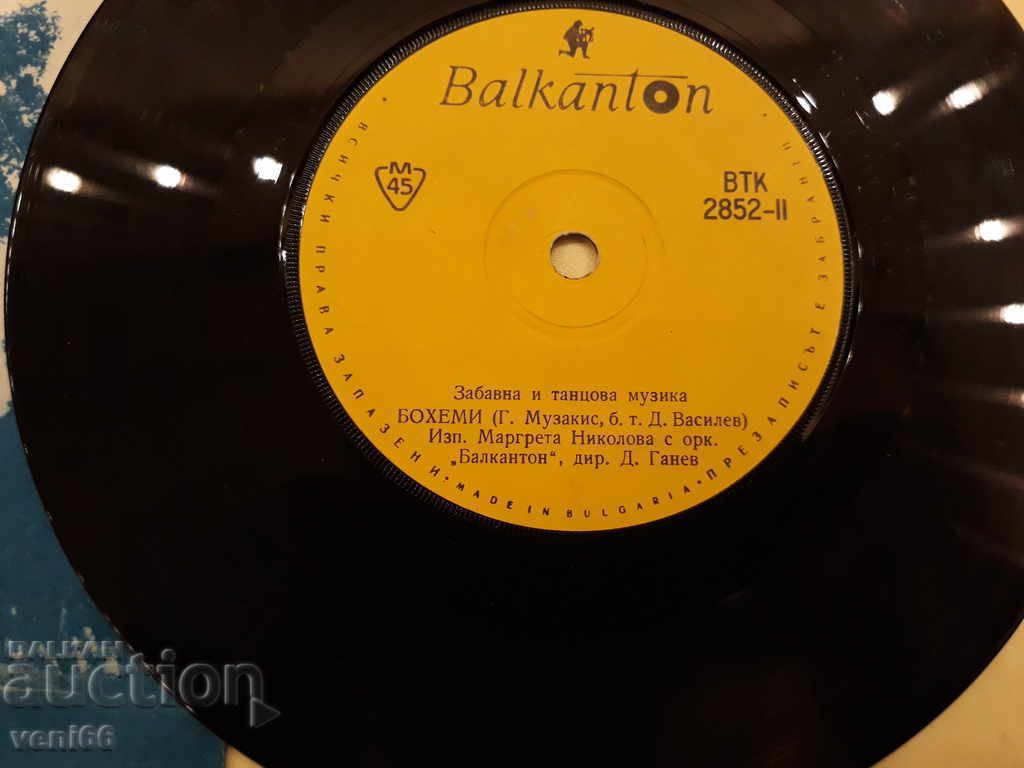 Balkanton
М
45
ВТК
2852-II
Забавна и танцова музика
БОХЕМИ (Г. Музакис, б. т. Д. Василев)
Изп. Маргрета Николова с орк.
„Балкантон“, дир. Д. Ганев
ВСИЧКИ ПРАВА ЗАПАЗЕНИ • MADE IN BULGARIA • ПРЕЗАПИСЪТ Е ЗАБРАНЕН
BALKAN
auction
veni66